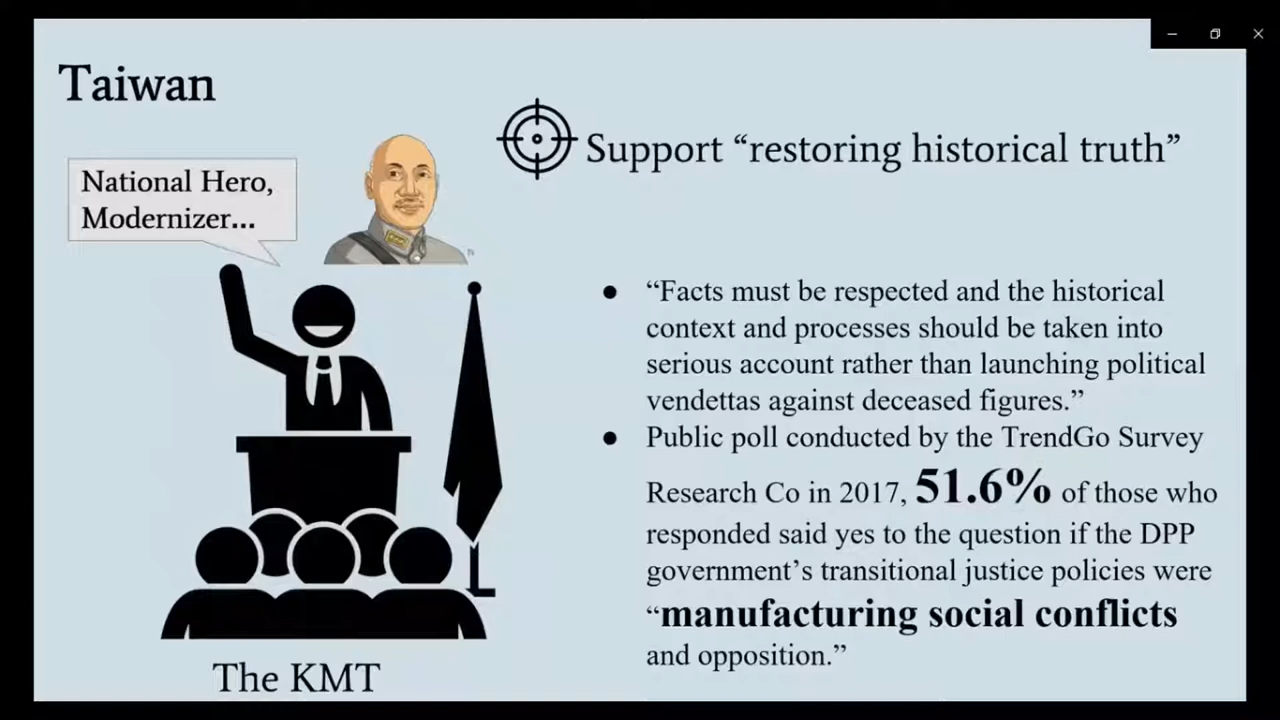 Taiwan
National Hero,
Modernizer...
Support “restoring historical truth”
● “Facts must be respected and the historical
context and processes should be taken into
serious account rather than launching political
vendettas against deceased figures.”
● Public poll conducted by the TrendGo Survey
Research Co in 2017, 51.6% of those who
responded said yes to the question if the DPP
government’s transitional justice policies were
“manufacturing social conflicts
and opposition.”
The KMT